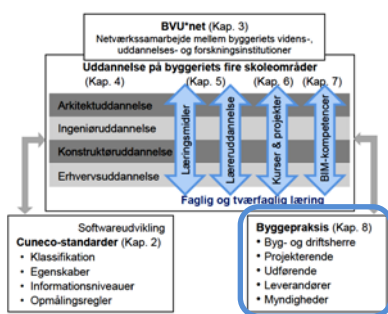 BVU*net (Kap. 3)
Netværkssamarbejde mellem byggeriets videns-,
uddannelses- og forskningsinstitutioner
Uddannelse på byggeriets fire skoleområder
(Kap. 4) (Kap. 5) (Kap. 6) (Kap. 7)
Arkitektuddannelse
Ingeniøruddannelse
Konstruktøruddannelse
Erhvervsuddannelse
Læringsmidler
Læreruddannelse
Kurser & projekter
BIM-kompetencer
Faglig og tværfaglig læring
Softwareudvikling
Cuneco-standarder (Kap. 2)
• Klassifikation
• Egenskaber
• Informationsniveauer
• Opmålingsregler
Byggepraksis (Kap. 8)
• Byg- og driftsherre
• Projekterende
• Udførende
• Leverandører
• Myndigheder